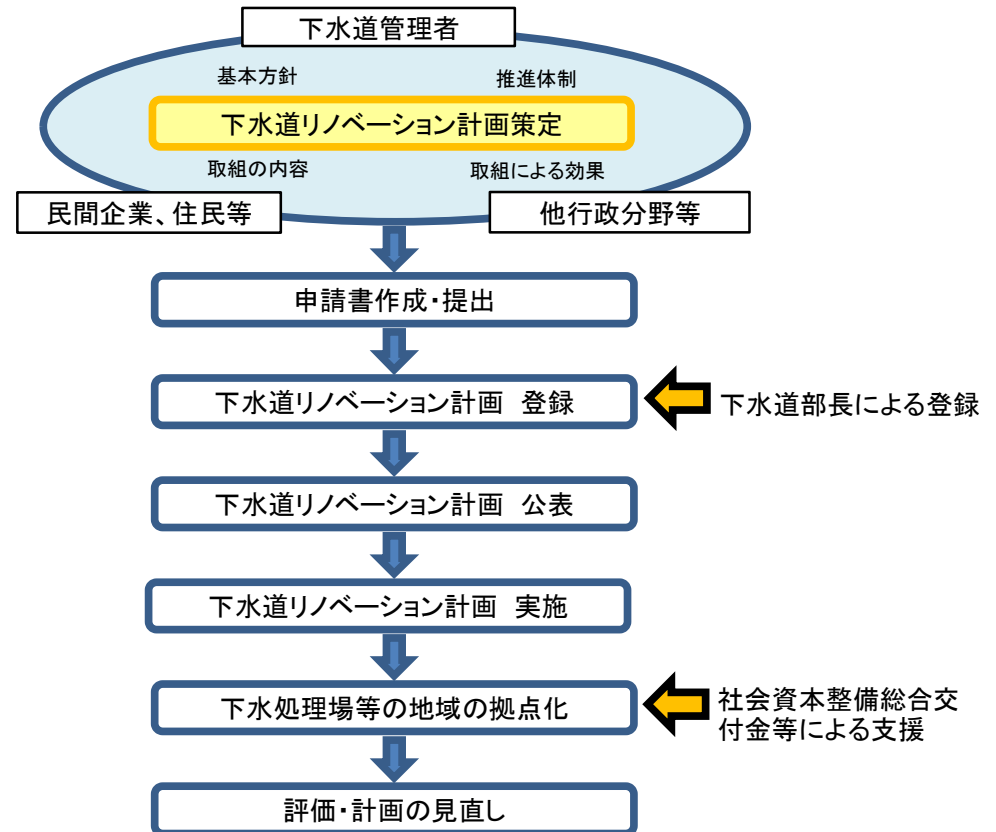 下水道管理者
基本方針
推進体制
下水道リノベーション計画策定
取組の内容
取組による効果
民間企業、住民等
他行政分野等
申請書作成・提出
下水道リノベーション計画　登録
下水道部長による登録
下水道リノベーション計画　公表
下水道リノベーション計画　実施
下水処理場等の地域の拠点化
社会資本整備総合交
付金等による支援
評価・計画の見直し